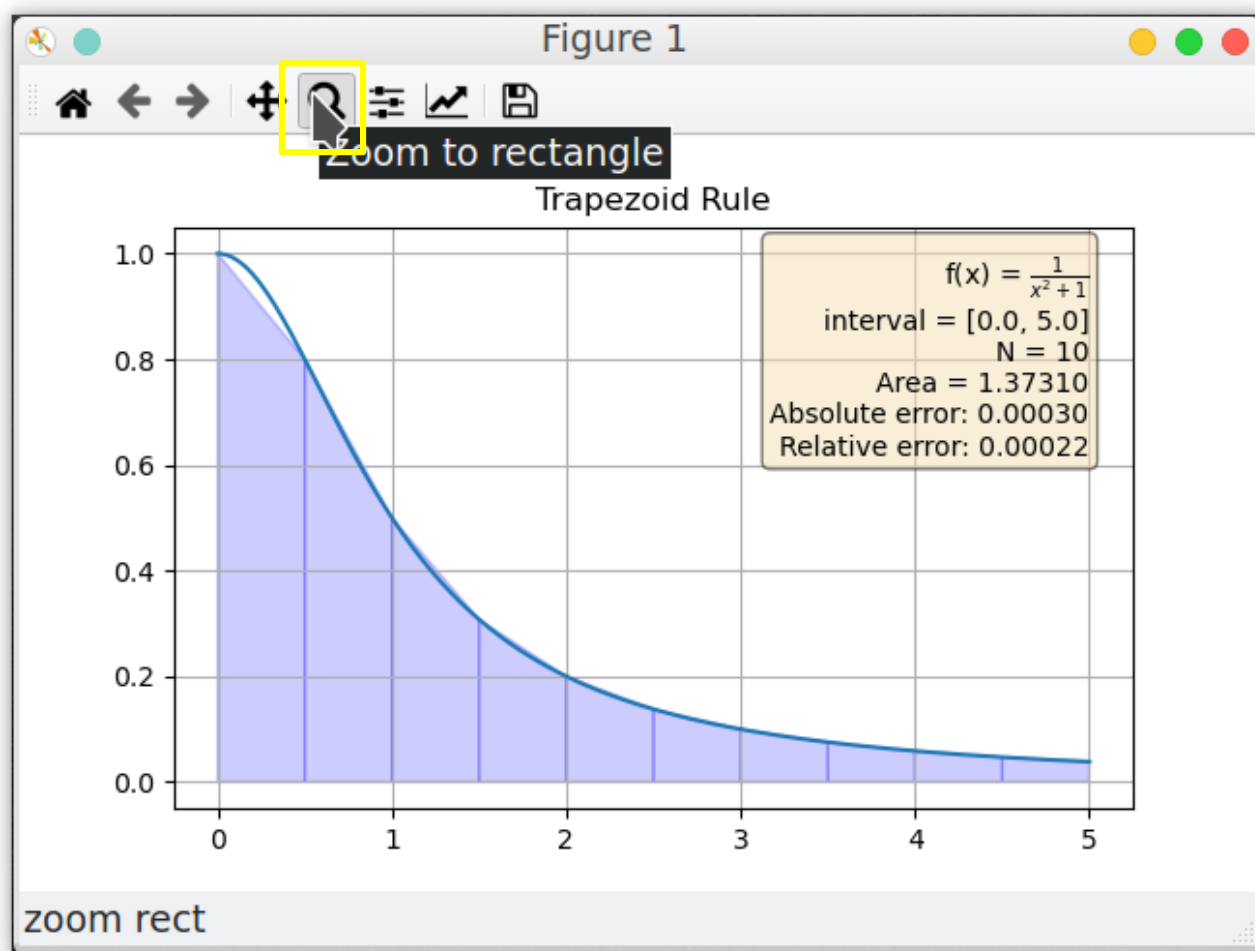 Figure 1
Zoom to rectangle
Trapezoid Rule
1.0
0.8
0.6
0.4
0.2
0.0
f(x) = \frac{1}{x^2+1}
interval = [0.0, 5.0]
N = 10
Area = 1.37310
Absolute error: 0.00030
Relative error: 0.00022
0 1 2 3 4 5
zoom rect